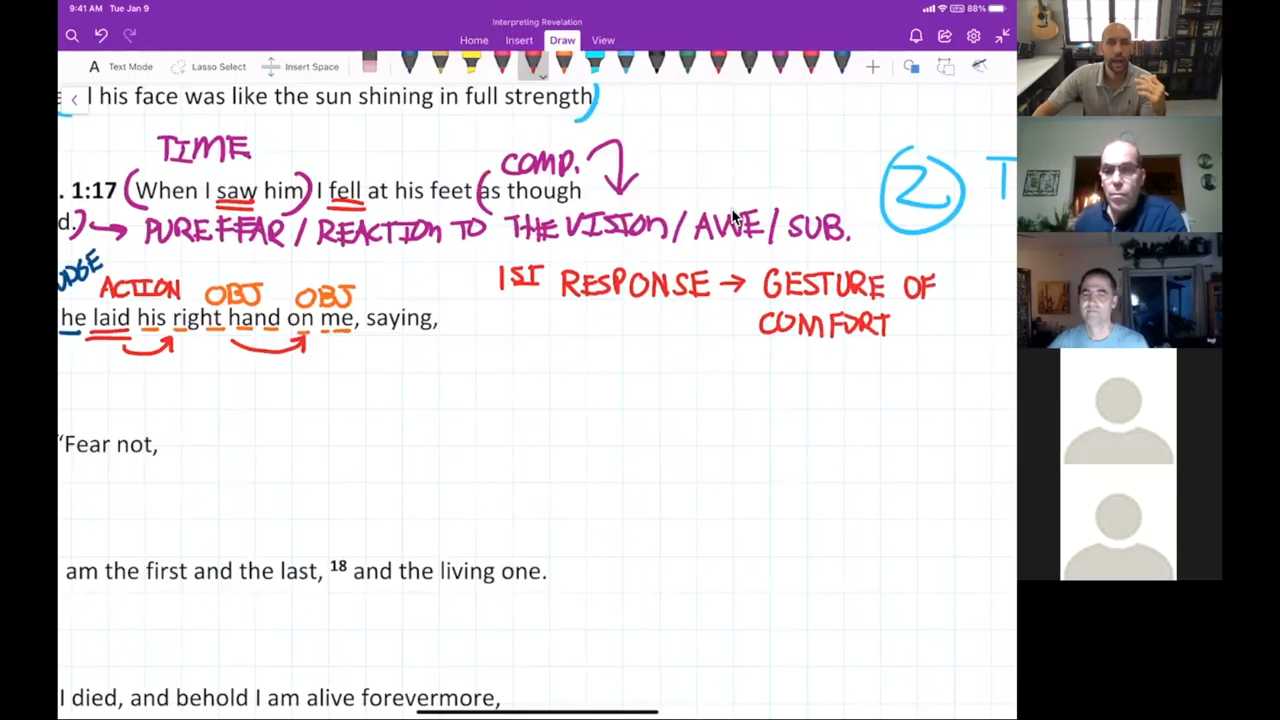 9:41 AM Tue Jan 9
88%
Interpreting Revelation
Home Insert Draw View
A Text Mode Lasso Select Insert Space
l his face was like the sun shining in full strength)
TIME
COMP.
. 1:17 (When I saw him) I fell at his feet (as though
d.) → PURE FEAR / REACTION TO THE VISION / AWE / SUB.
2
1ST RESPONSE → GESTURE OF
COMFORT
ACTION OBJ OBJ
he laid his right hand on me, saying,
“Fear not,
am the first and the last, 18 and the living one.
I died, and behold I am alive forevermore,